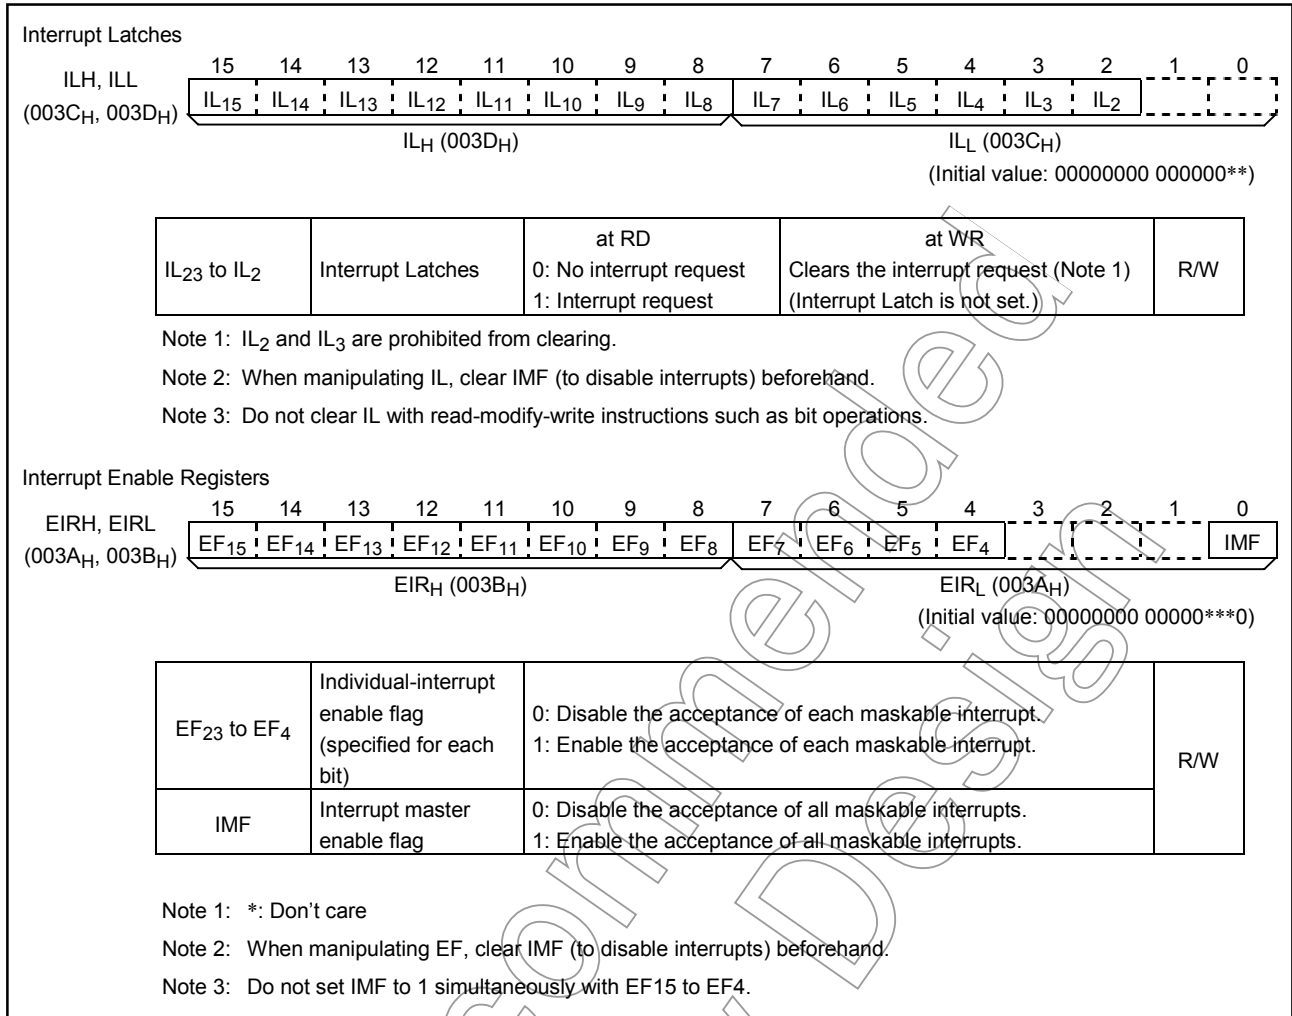 Interrupt Latches
15 14 13 12 11 10 9 8 7 6 5 4 3 2 1 0
ILH, ILL
(003CH, 003DH)
IL15 IL14 IL13 IL12 IL11 IL10 IL9 IL8 IL7 IL6 IL5 IL4 IL3 IL2
ILH (003DH) ILL (003CH)
(Initial value: 00000000 000000**)
IL23 to IL2
Interrupt Latches
at RD
0: No interrupt request
1: Interrupt request
at WR
Clears the interrupt request (Note 1)
(Interrupt Latch is not set.)
R/W
Note 1: IL2 and IL3 are prohibited from clearing.
Note 2: When manipulating IL, clear IMF (to disable interrupts) beforehand.
Note 3: Do not clear IL with read-modify-write instructions such as bit operations.
Interrupt Enable Registers
15 14 13 12 11 10 9 8 7 6 5 4 3 2 1 0
EIRH, EIRL
(003AH, 003BH)
EF15 EF14 EF13 EF12 EF11 EF10 EF9 EF8 EF7 EF6 EF5 EF4 IMF
EIRH (003BH) EIRL (003AH)
(Initial value: 00000000 00000***0)
EF23 to EF4
Individual-interrupt
enable flag
(specified for each
bit)
0: Disable the acceptance of each maskable interrupt.
1: Enable the acceptance of each maskable interrupt.
R/W
IMF
Interrupt master
enable flag
0: Disable the acceptance of all maskable interrupts.
1: Enable the acceptance of all maskable interrupts.
Note 1: *: Don't care
Note 2: When manipulating EF, clear IMF (to disable interrupts) beforehand.
Note 3: Do not set IMF to 1 simultaneously with EF15 to EF4.
commended
Design